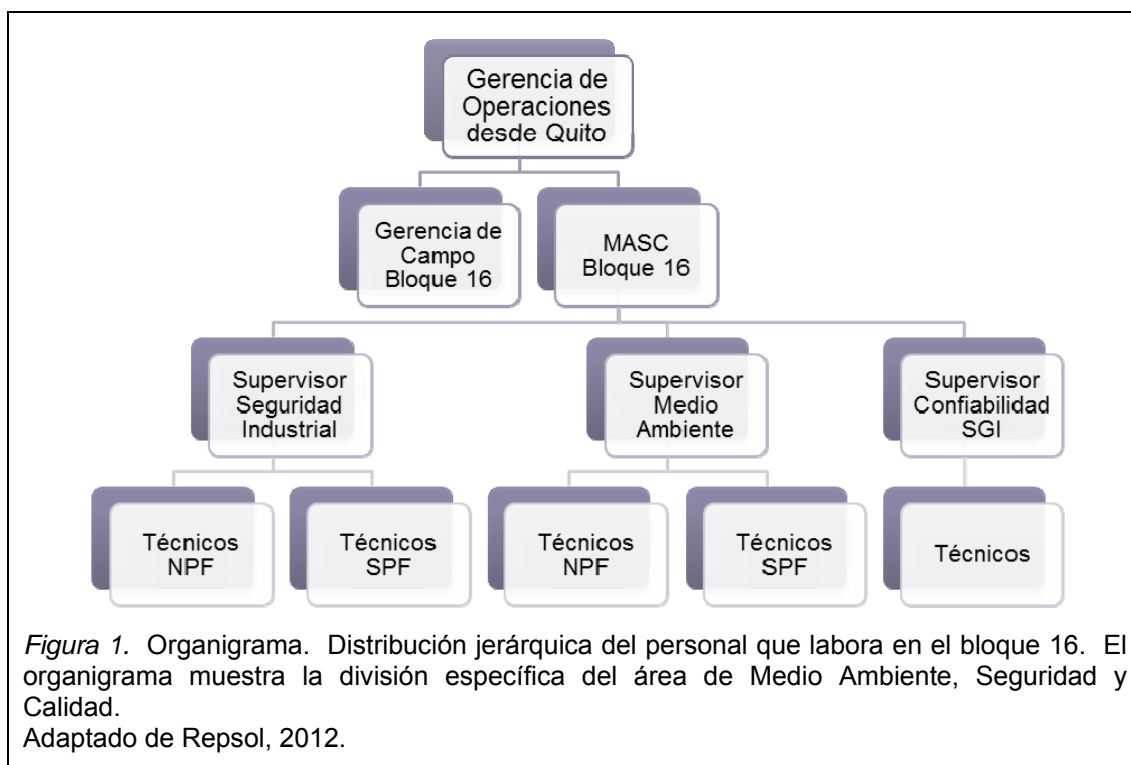 Gerencia de
Operaciones
desde Quito
Gerencia de
Campo
Bloque 16
MASC
Bloque 16
Supervisor
Seguridad
Industrial
Supervisor
Medio
Ambiente
Supervisor
Confiabilidad
SGI
Técnicos
NPF
Técnicos
SPF
Técnicos
NPF
Técnicos
SPF
Técnicos
Figura 1. Organigrama. Distribución jerárquica del personal que labora en el bloque 16. El
organigrama muestra la división específica del área de Medio Ambiente, Seguridad y
Calidad.
Adaptado de Repsol, 2012.